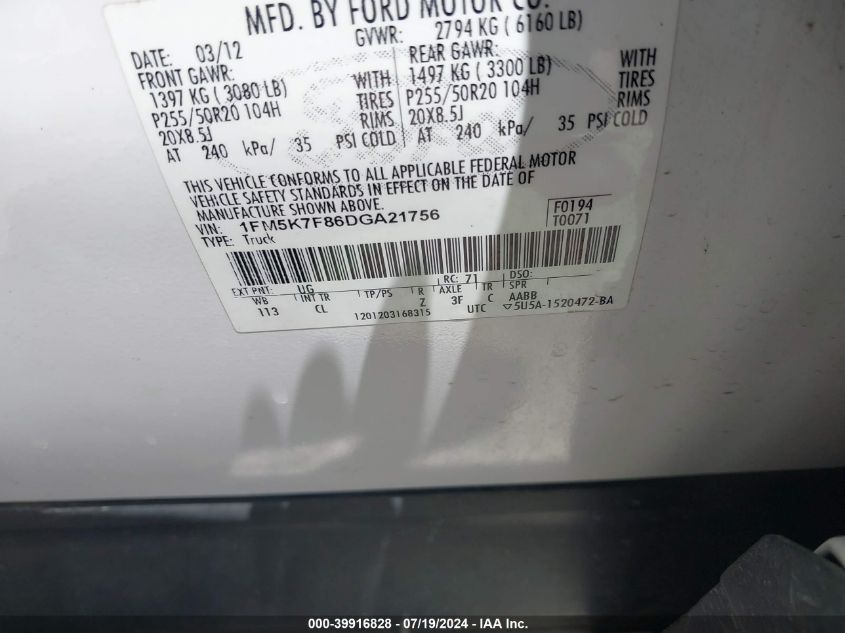 MFD. BY FORD MOTOR CO.
DATE: 03/12 GVWR: 2794 KG ( 6160 LB)
FRONT GAWR: REAR GAWR:
1397 KG ( 3080 LB) WITH 1497 KG ( 3300 LB) WITH
P255/50R20 104H TIRES P255/50R20 104H TIRES
20X8.5J RIMS 20X8.5J RIMS
AT 240 kPa/ 35 PSI COLD AT 240 kPa/ 35 PSI COLD
THIS VEHICLE CONFORMS TO ALL APPLICABLE FEDERAL MOTOR
VEHICLE SAFETY STANDARDS IN EFFECT ON THE DATE OF
MANUFACTURE SHOWN ABOVE.
VIN: 1FM5K7F86DGA21756 F0194
TYPE: Truck T0071
EXT PNT: UG RC: 71 DSO:
WB INT TR TP/PS R AXLE TR SPR
113 CL Z 3F C AABB
1201203168315 UTC ▽5U5A-1520472-BA
000-39916828 - 07/19/2024 - IAA Inc.